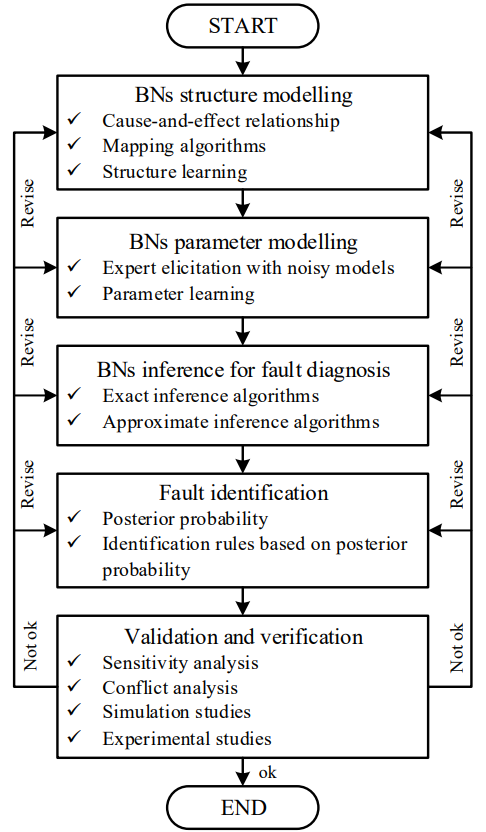 START
BNs structure modelling
✓ Cause-and-effect relationship
✓ Mapping algorithms
✓ Structure learning
Revise
Revise
BNs parameter modelling
✓ Expert elicitation with noisy models
✓ Parameter learning
Revise
Revise
BNs inference for fault diagnosis
✓ Exact inference algorithms
✓ Approximate inference algorithms
Revise
Revise
Fault identification
✓ Posterior probability
✓ Identification rules based on posterior
probability
Not ok
Not ok
Validation and verification
✓ Sensitivity analysis
✓ Conflict analysis
✓ Simulation studies
✓ Experimental studies
ok
END